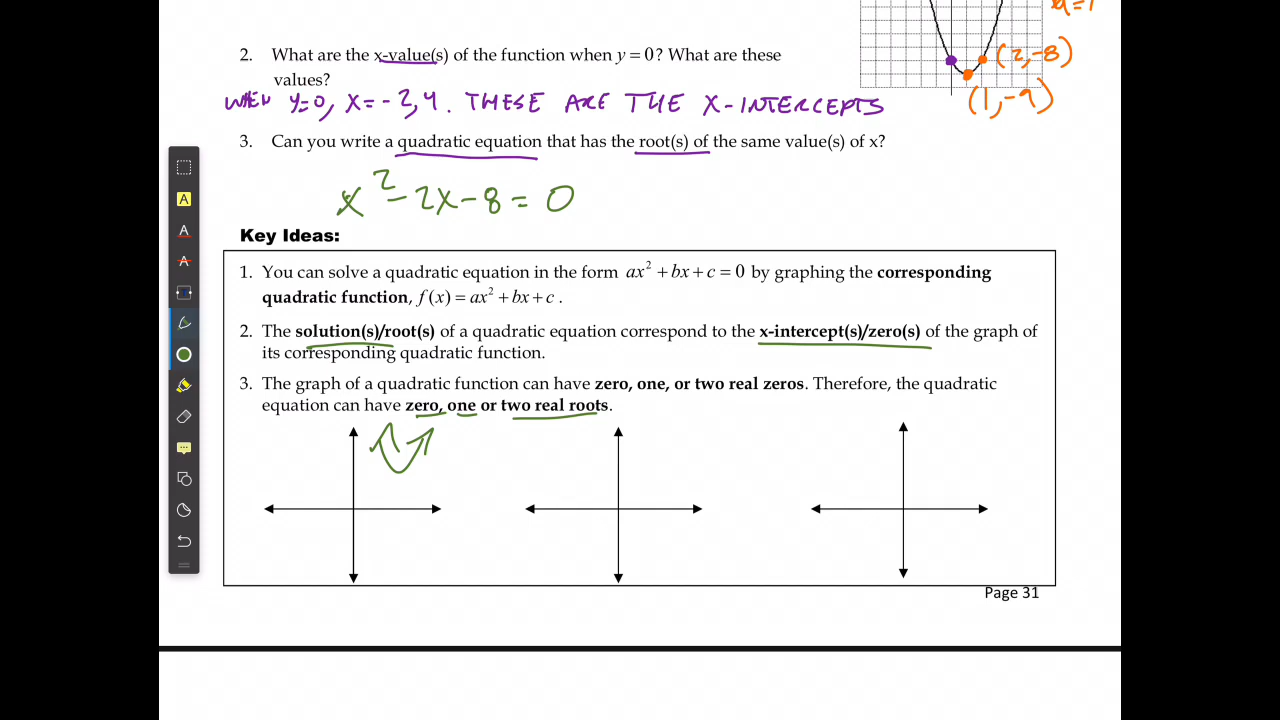 2. What are the x-value(s) of the function when y = 0? What are these
values?
(2, -8)
(1, -9)
WHEN y=0, x = -2, 4. THESE ARE THE X-INTERCEPTS
3. Can you write a quadratic equation that has the root(s) of the same value(s) of x?
x² - 2x - 8 = 0
Key Ideas:
1. You can solve a quadratic equation in the form ax² + bx + c = 0 by graphing the corresponding
quadratic function, f(x) = ax² + bx + c .
2. The solution(s)/root(s) of a quadratic equation correspond to the x-intercept(s)/zero(s) of the graph of
its corresponding quadratic function.
3. The graph of a quadratic function can have zero, one, or two real zeros. Therefore, the quadratic
equation can have zero, one or two real roots.
Page 31